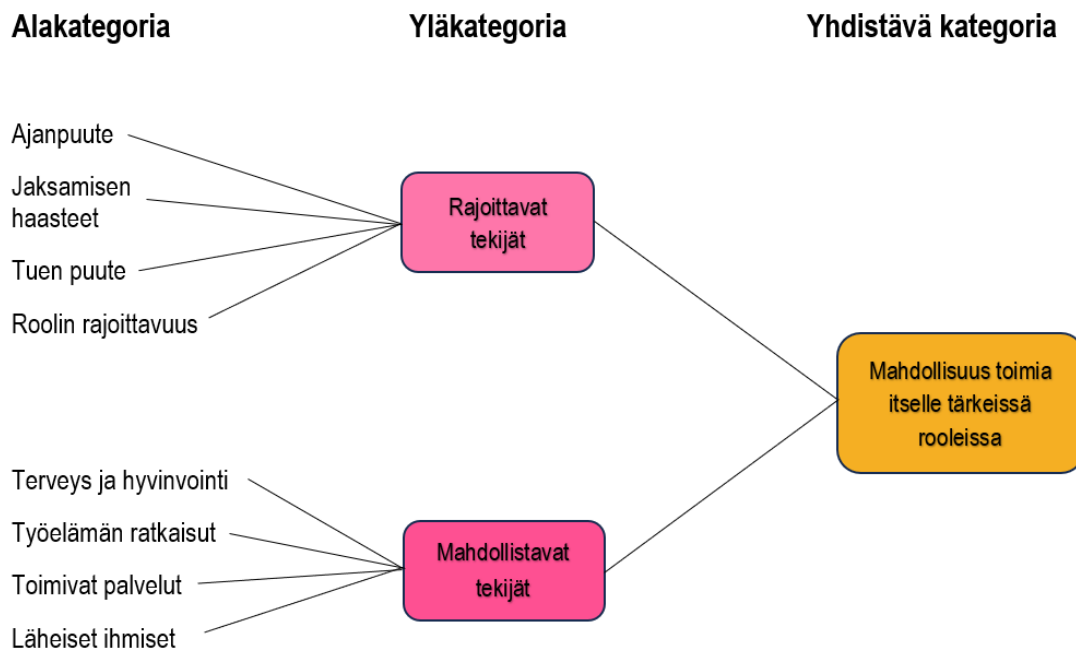 Alakategoria
Yläkategoria
Yhdistävä kategoria
Ajanpuute
Jaksamisen
haasteet
Tuen puute
Roolin rajoittavuus
Rajoittavat
tekijät
Mahdollisuus toimia
itselle tärkeissä
rooleissa
Terveys ja hyvinvointi
Työelämän ratkaisut
Toimivat palvelut
Läheiset ihmiset
Mahdollistavat
tekijät